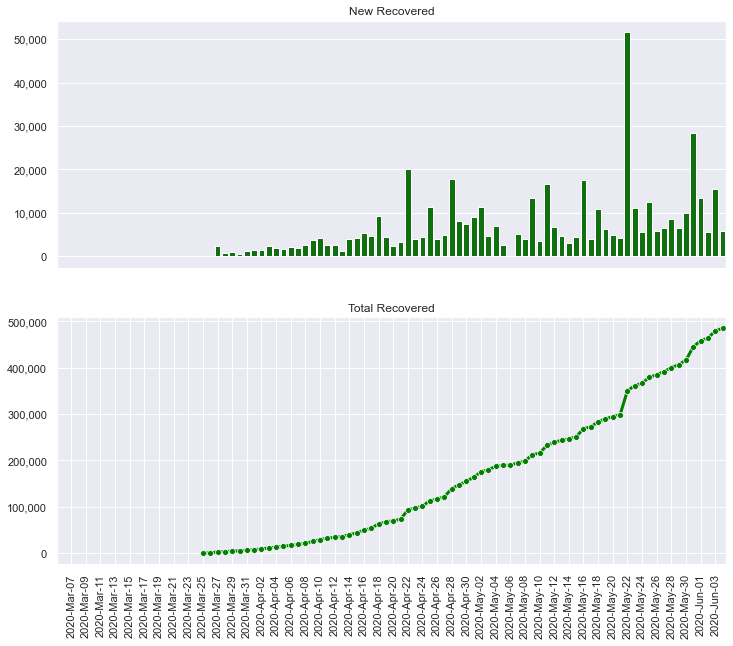 New Recovered
50,000
40,000
30,000
20,000
10,000
0
Total Recovered
500,000
400,000
300,000
200,000
100,000
0
2020-Mar-07
2020-Mar-09
2020-Mar-11
2020-Mar-13
2020-Mar-15
2020-Mar-17
2020-Mar-19
2020-Mar-21
2020-Mar-23
2020-Mar-25
2020-Mar-27
2020-Mar-29
2020-Mar-31
2020-Apr-02
2020-Apr-04
2020-Apr-06
2020-Apr-08
2020-Apr-10
2020-Apr-12
2020-Apr-14
2020-Apr-16
2020-Apr-18
2020-Apr-20
2020-Apr-22
2020-Apr-24
2020-Apr-26
2020-Apr-28
2020-Apr-30
2020-May-02
2020-May-04
2020-May-06
2020-May-08
2020-May-10
2020-May-12
2020-May-14
2020-May-16
2020-May-18
2020-May-20
2020-May-22
2020-May-24
2020-May-26
2020-May-28
2020-May-30
2020-Jun-01
2020-Jun-03